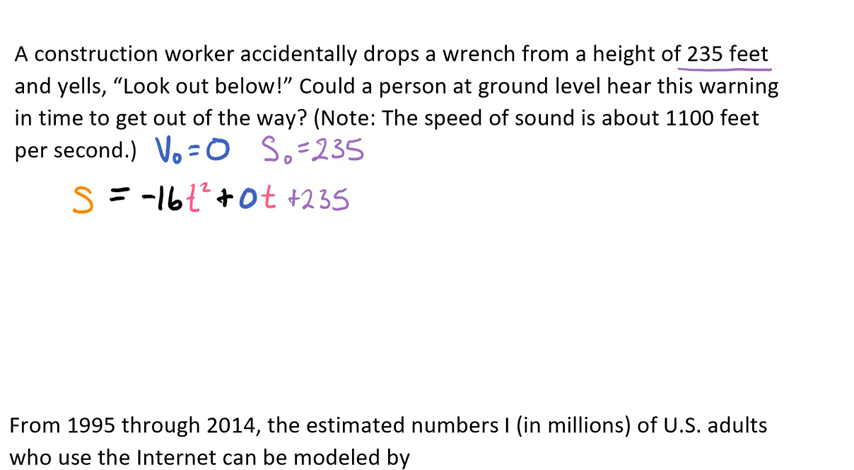 A construction worker accidentally drops a wrench from a height of 235 feet
and yells, “Look out below!” Could a person at ground level hear this warning
in time to get out of the way? (Note: The speed of sound is about 1100 feet
per second.) V₀=0 S₀=235
S = -16t² + 0t +235
From 1995 through 2014, the estimated numbers I (in millions) of U.S. adults
who use the Internet can be modeled by